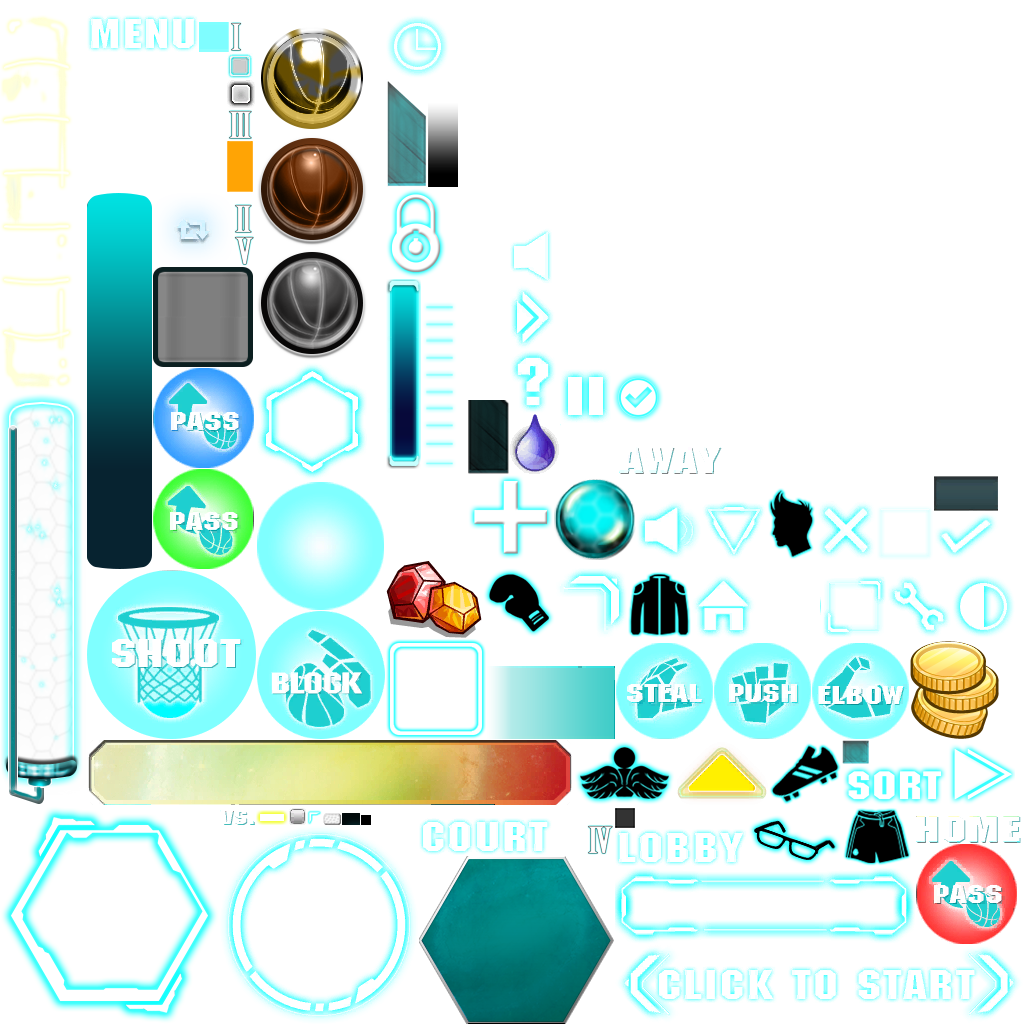 MENU
I
III
II
V
PASS
AWAY
PASS
SHOOT
BLOCK
STEAL
PUSH
ELBOW
SORT
VS.
COURT
IV
LOBBY
HOME
PASS
CLICK TO START